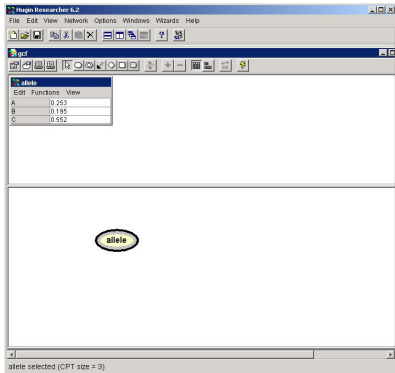 Hugin Researcher 6.2
File Edit View Network Options Windows Wizards Help
gcf
allele
Edit Functions View
A 0.253
B 0.195
C 0.552
allele
allele selected (CPT size = 3)